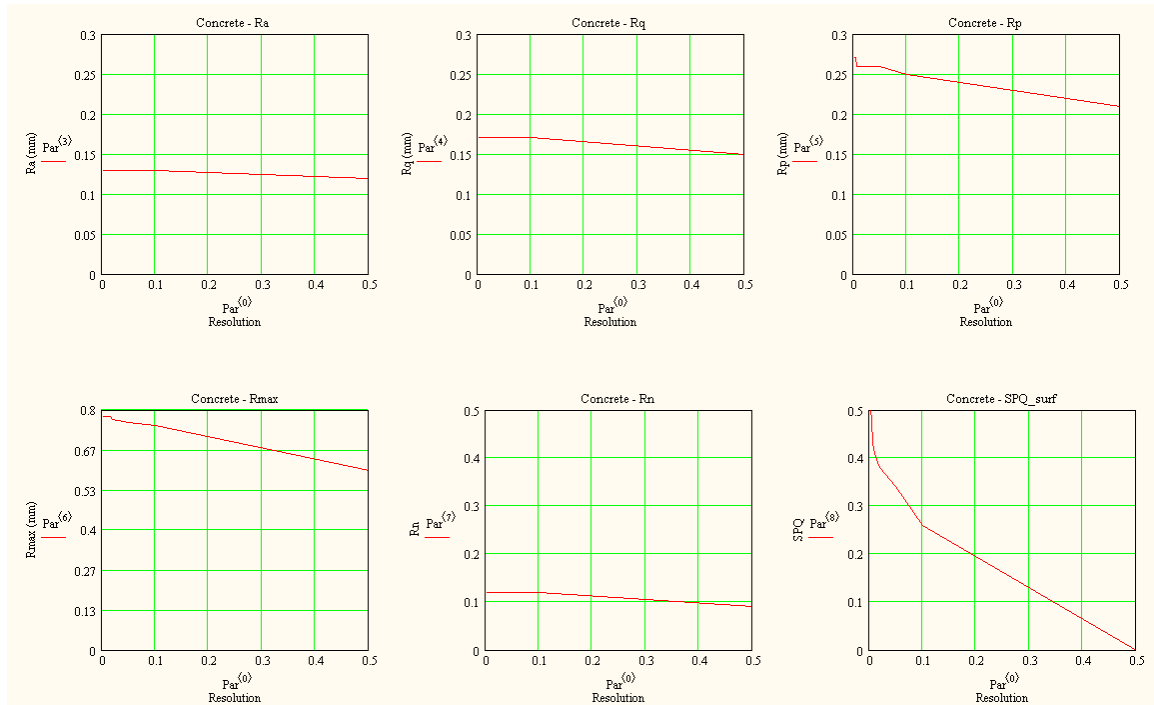 Concrete - Ra
0.3
0.25
0.2
0.15
0.1
0.05
0
Ra (mm)
Par⟨3⟩
0 0.1 0.2 0.3 0.4 0.5
Par⟨0⟩
Resolution
Concrete - Rq
0.3
0.25
0.2
0.15
0.1
0.05
0
Rq (mm)
Par⟨4⟩
0 0.1 0.2 0.3 0.4 0.5
Par⟨0⟩
Resolution
Concrete - Rp
0.3
0.25
0.2
0.15
0.1
0.05
0
Rp (mm)
Par⟨5⟩
0 0.1 0.2 0.3 0.4 0.5
Par⟨0⟩
Resolution
Concrete - Rmax
0.8
0.67
0.53
0.4
0.27
0.13
0
Rmax (mm)
Par⟨6⟩
0 0.1 0.2 0.3 0.4 0.5
Par⟨0⟩
Resolution
Concrete - Rn
0.5
0.4
0.3
0.2
0.1
0
Rn
Par⟨7⟩
0 0.1 0.2 0.3 0.4 0.5
Par⟨0⟩
Resolution
Concrete - SPQ_surf
0.5
0.4
0.3
0.2
0.1
0
SPQ
Par⟨8⟩
0 0.1 0.2 0.3 0.4 0.5
Par⟨0⟩
Resolution